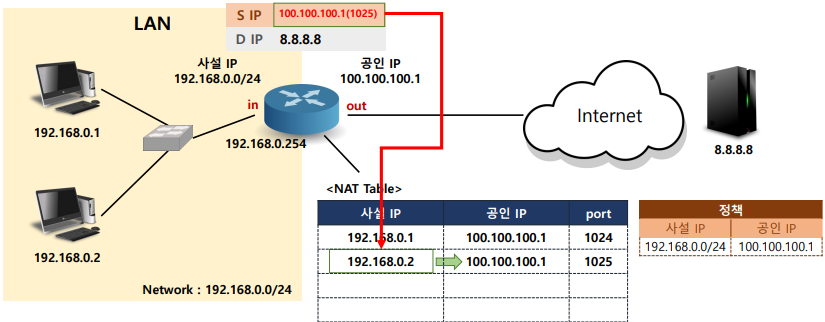 S IP 100.100.100.1(1025)
D IP 8.8.8.8
LAN
사설 IP
192.168.0.0/24
공인 IP
100.100.100.1
in
out
192.168.0.1
192.168.0.254
Internet
8.8.8.8
192.168.0.2
Network : 192.168.0.0/24
<NAT Table>
사설 IP 공인 IP port
192.168.0.1 100.100.100.1 1024
192.168.0.2 100.100.100.1 1025
정책
사설 IP 공인 IP
192.168.0.0/24 100.100.100.1